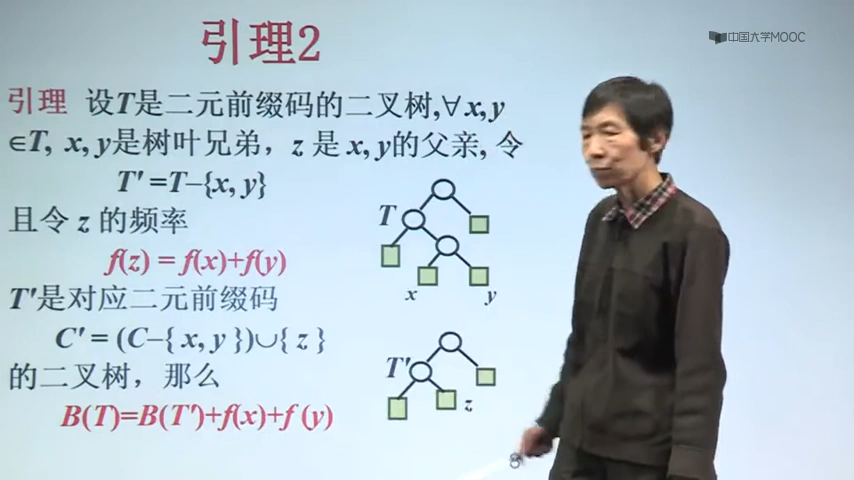 引理2
中国大学MOOC
引理 设T是二元前缀码的二叉树,∀x,y
∈T, x, y是树叶兄弟，z 是 x, y的父亲, 令
T′ =T–{x, y}
且令 z 的频率
f(z) = f(x)+f(y)
T′是对应二元前缀码
C′ = (C–{ x, y })∪{ z }
的二叉树，那么
B(T)=B(T′)+f(x)+f (y)
T
x y
T′
z